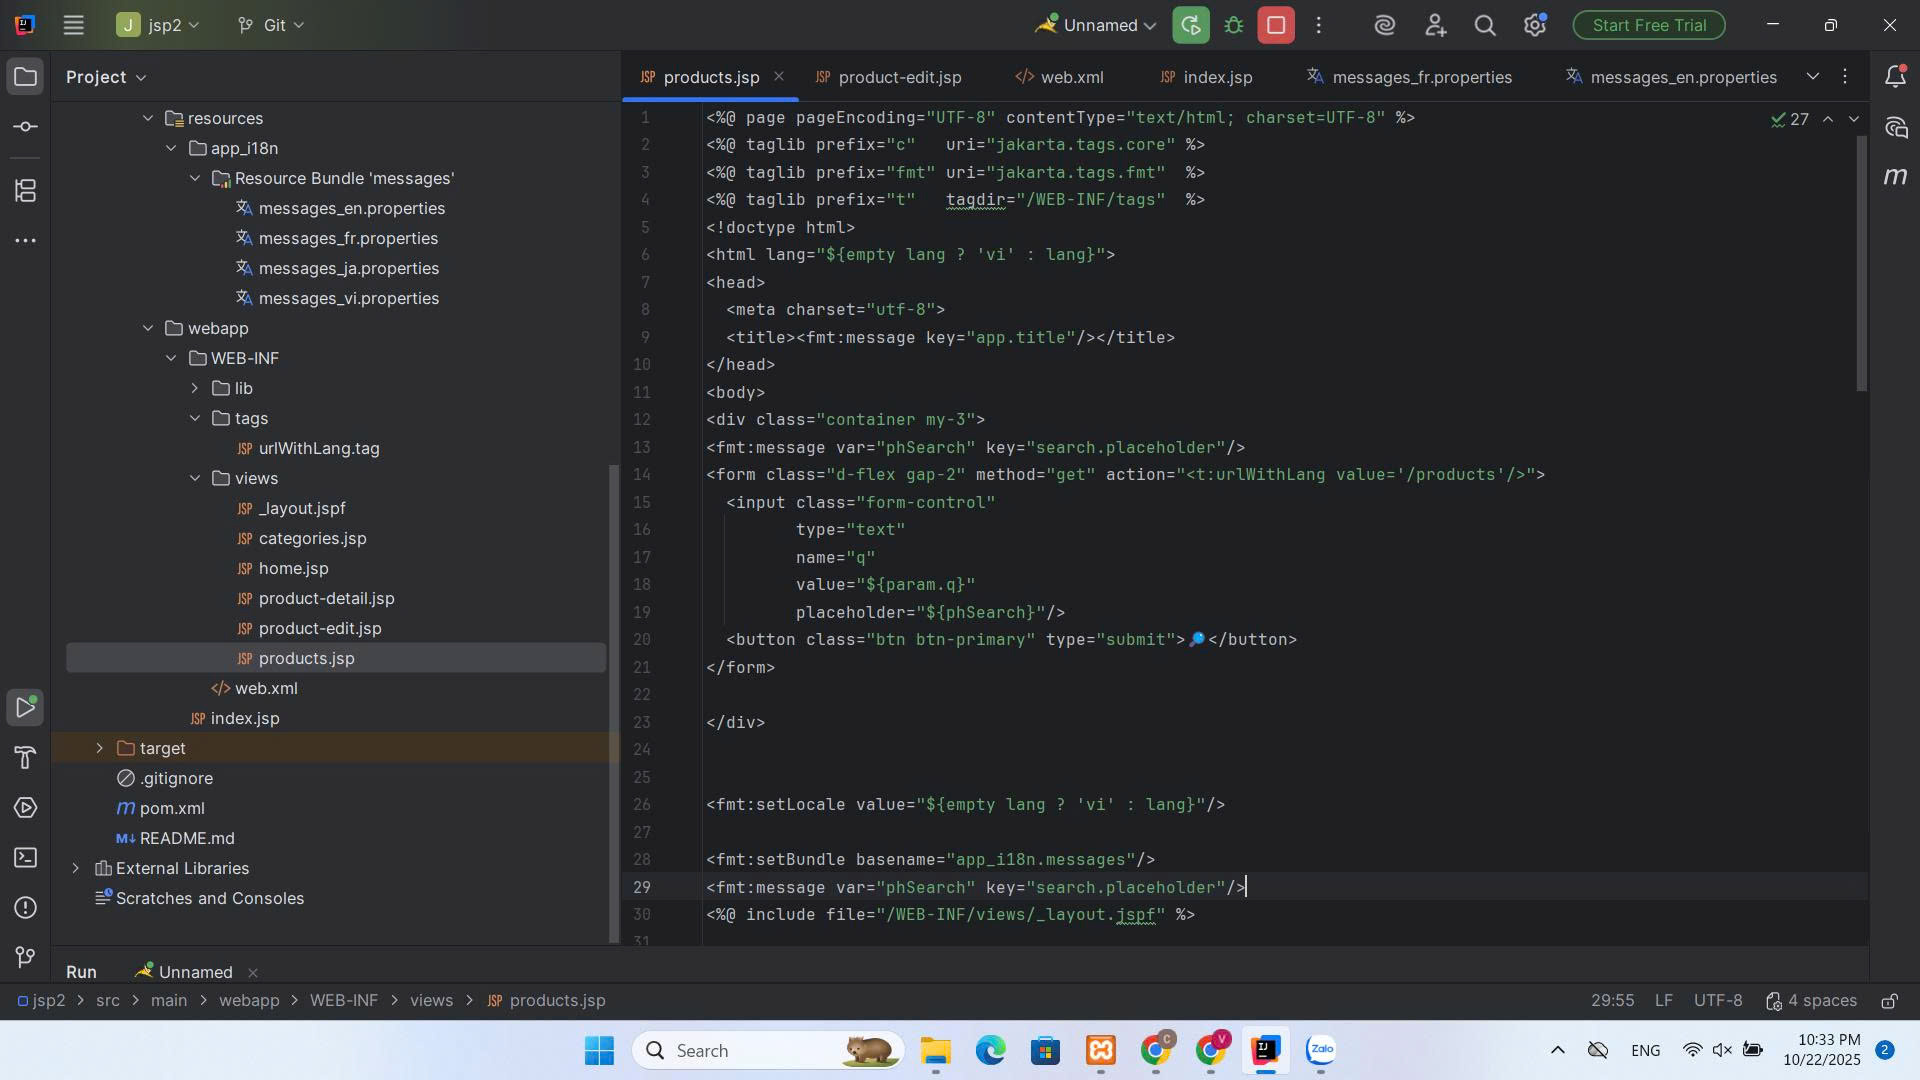 J jsp2 Git Unnamed Start Free Trial
Project
products.jsp product-edit.jsp web.xml index.jsp messages_fr.properties messages_en.properties
resources
app_i18n
Resource Bundle 'messages'
messages_en.properties
messages_fr.properties
messages_ja.properties
messages_vi.properties
webapp
WEB-INF
lib
tags
urlWithLang.tag
views
_layout.jspf
categories.jsp
home.jsp
product-detail.jsp
product-edit.jsp
products.jsp
web.xml
index.jsp
target
.gitignore
pom.xml
README.md
External Libraries
Scratches and Consoles
27
1 <%@ page pageEncoding="UTF-8" contentType="text/html; charset=UTF-8" %>
2 <%@ taglib prefix="c"   uri="jakarta.tags.core" %>
3 <%@ taglib prefix="fmt" uri="jakarta.tags.fmt"  %>
4 <%@ taglib prefix="t"   tagdir="/WEB-INF/tags"  %>
5 <!doctype html>
6 <html lang="${empty lang ? 'vi' : lang}">
7 <head>
8   <meta charset="utf-8">
9   <title><fmt:message key="app.title"/></title>
10 </head>
11 <body>
12 <div class="container my-3">
13 <fmt:message var="phSearch" key="search.placeholder"/>
14 <form class="d-flex gap-2" method="get" action="<t:urlWithLang value='/products'/>">
15   <input class="form-control"
16          type="text"
17          name="q"
18          value="${param.q}"
19          placeholder="${phSearch}"/>
20   <button class="btn btn-primary" type="submit">🔎</button>
21 </form>
22
23 </div>
24
25
26 <fmt:setLocale value="${empty lang ? 'vi' : lang}"/>
27
28 <fmt:setBundle basename="app_i18n.messages"/>
29 <fmt:message var="phSearch" key="search.placeholder"/>
30 <%@ include file="/WEB-INF/views/_layout.jspf" %>
31
Run Unnamed
jsp2 > src > main > webapp > WEB-INF > views > products.jsp 29:55 LF UTF-8 4 spaces
Search Zalo ENG 10:33 PM
10/22/2025 2